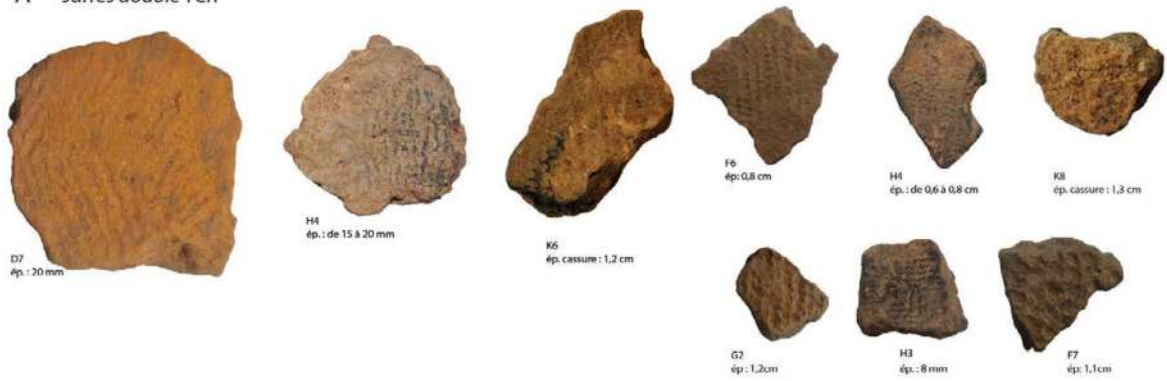 D7
ép. : 20 mm
H4
ép. : de 15 à 20 mm
K6
ép. cassure : 1,2 cm
F6
ép: 0,8 cm
H4
ép. : de 0,6 à 0,8 cm
K8
ép. cassure : 1,3 cm
G2
ép : 1,2cm
H3
ép. : 8 mm
F7
ép: 1,1cm